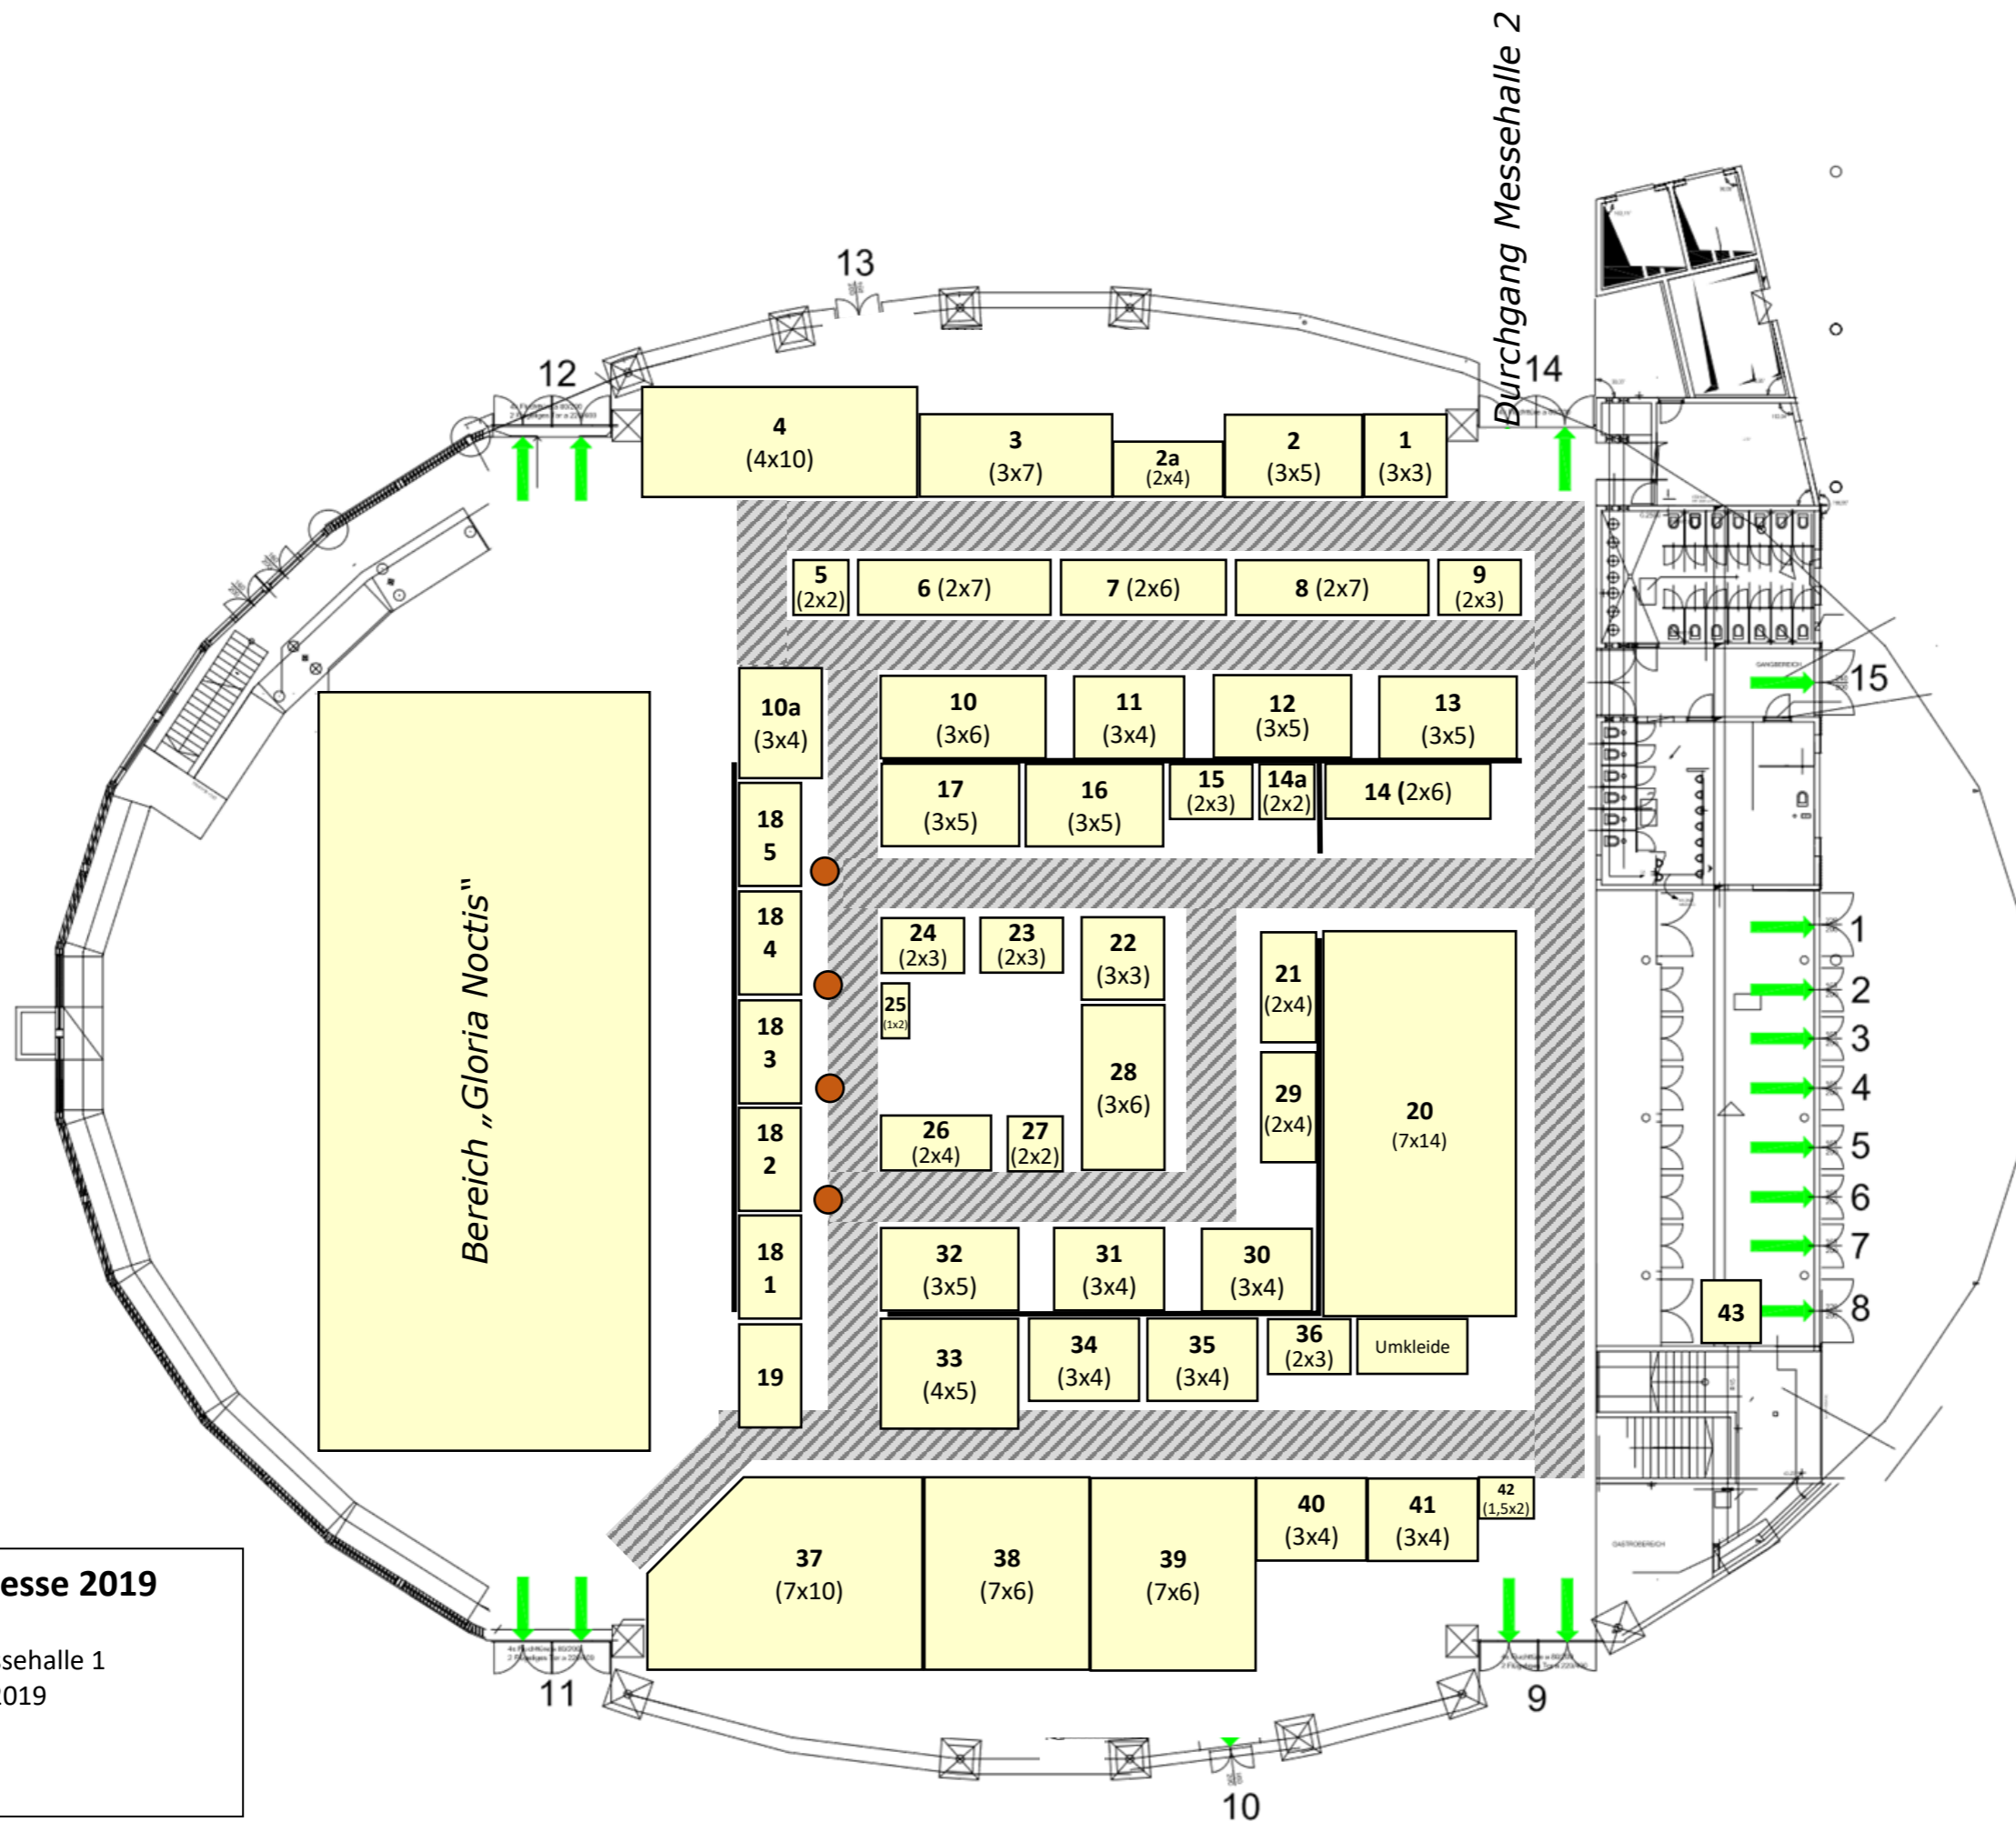 Durchgang Messehalle 2
13
12
14
4
(4x10)
3
(3x7)
2a
(2x4)
2
(3x5)
1
(3x3)
5
(2x2)
6 (2x7)
7 (2x6)
8 (2x7)
9
(2x3)
GANGBEREICH
15
10a
(3x4)
10
(3x6)
11
(3x4)
12
(3x5)
13
(3x5)
17
(3x5)
16
(3x5)
15
(2x3)
14a
(2x2)
14 (2x6)
18
5
18
4
18
3
18
2
18
1
19
Bereich „Gloria Noctis“
24
(2x3)
23
(2x3)
22
(3x3)
25
(1x2)
28
(3x6)
26
(2x4)
27
(2x2)
21
(2x4)
29
(2x4)
20
(7x14)
1
2
3
4
5
6
7
8
43
32
(3x5)
31
(3x4)
30
(3x4)
33
(4x5)
34
(3x4)
35
(3x4)
36
(2x3)
Umkleide
37
(7x10)
38
(7x6)
39
(7x6)
40
(3x4)
41
(3x4)
42
(1,5x2)
GASTROBEREICH
esse 2019
ssehalle 1
2019
11
9
10